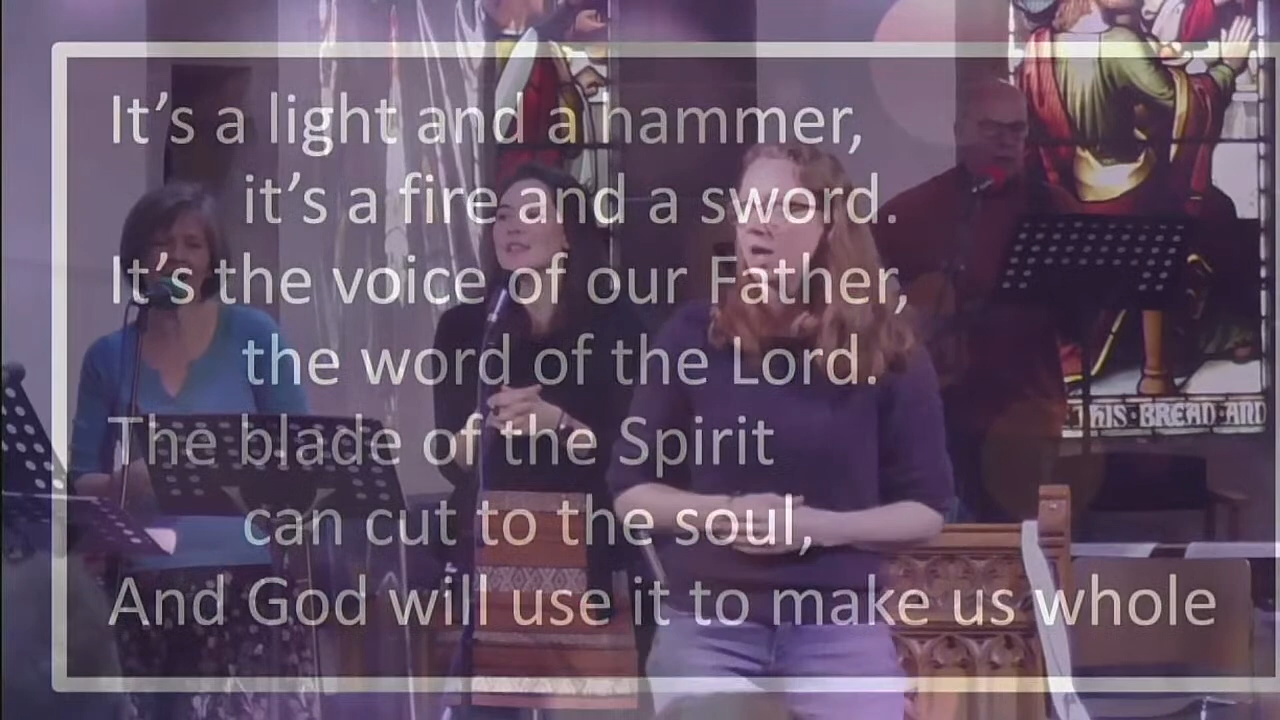 It’s a light and a hammer,
it’s a fire and a sword.
It’s the voice of our Father,
the word of the Lord.
The blade of the Spirit
can cut to the soul,
And God will use it to make us whole
THIS·BREAD·AND